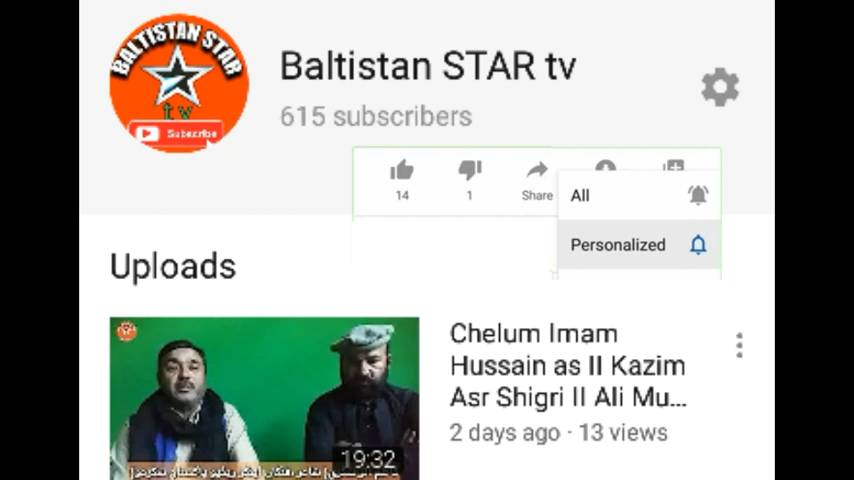 BALTISTAN STAR
tv
Subscribe
Baltistan STAR tv
615 subscribers
14
1
Share
All
Personalized
Uploads
Chelum Imam
Hussain as II Kazim
Asr Shigri II Ali Mu...
2 days ago · 13 views
19:32